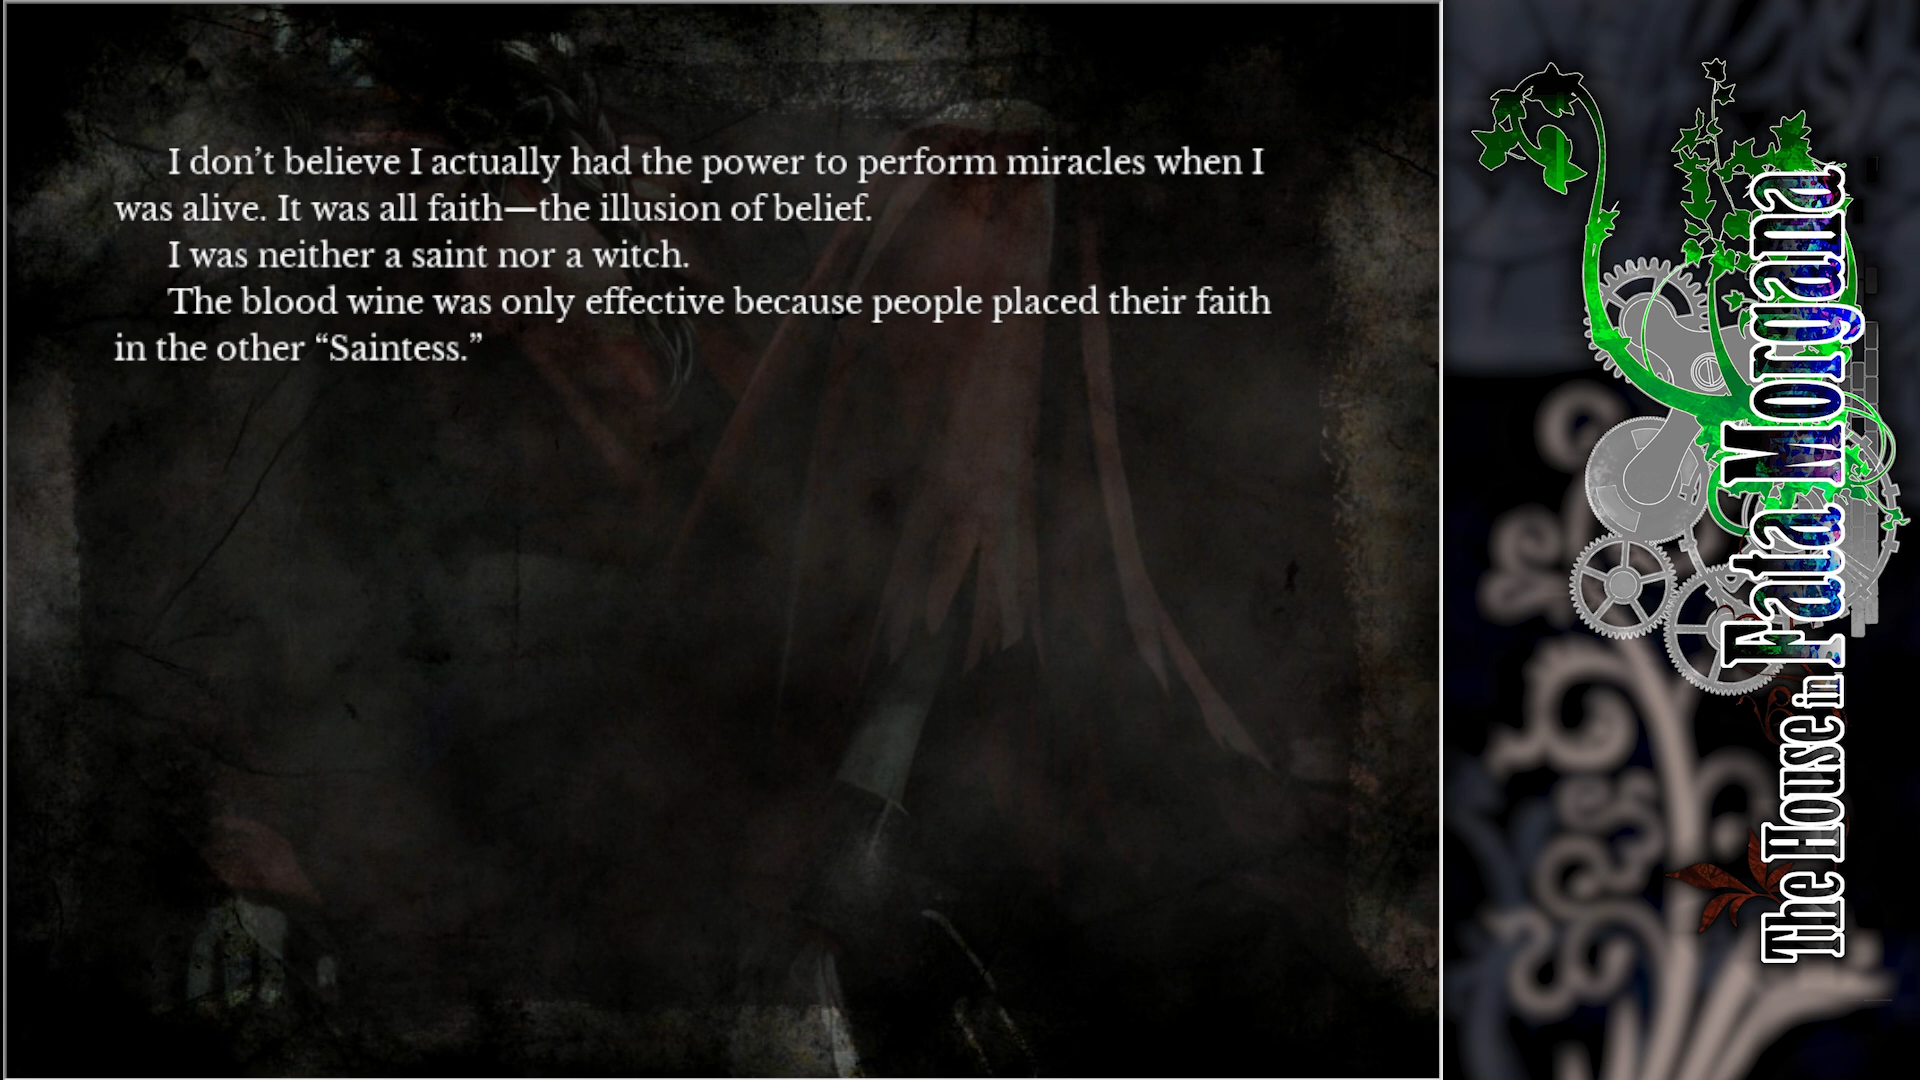 I don’t believe I actually had the power to perform miracles when I
was alive. It was all faith—the illusion of belief.
I was neither a saint nor a witch.
The blood wine was only effective because people placed their faith
in the other “Saintess.”
The House in Fata Morgana